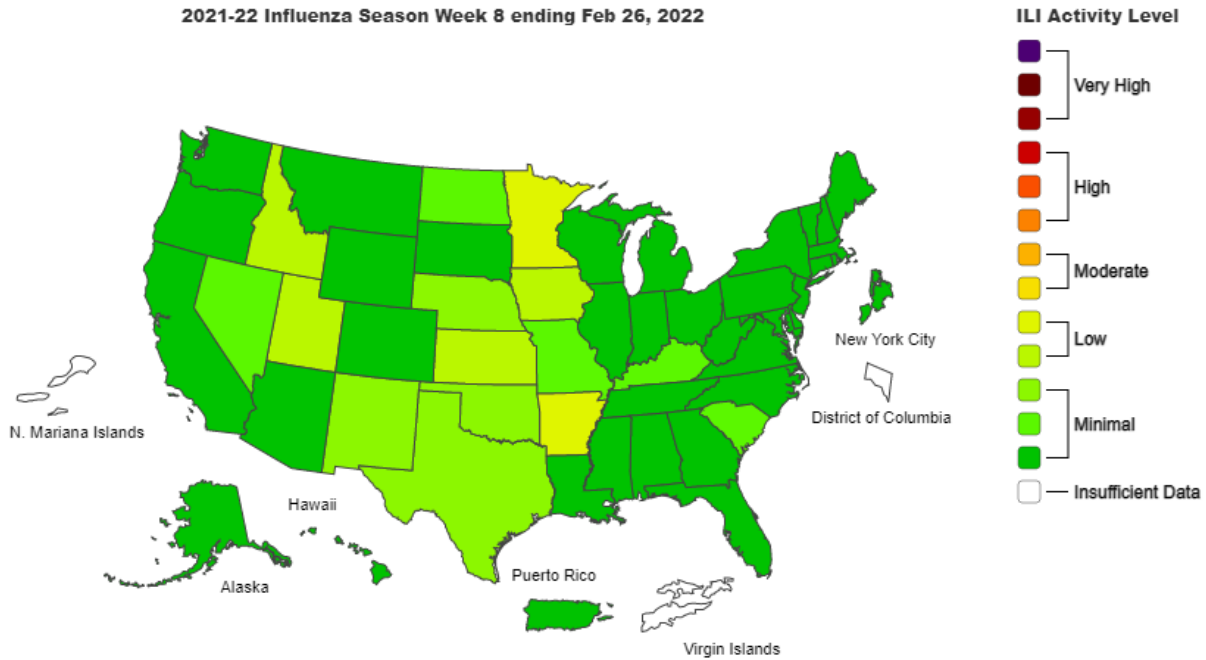 2021-22 Influenza Season Week 8 ending Feb 26, 2022
ILI Activity Level
Very High
High
Moderate
Low
Minimal
Insufficient Data
New York City
District of Columbia
N. Mariana Islands
Hawaii
Alaska
Puerto Rico
Virgin Islands